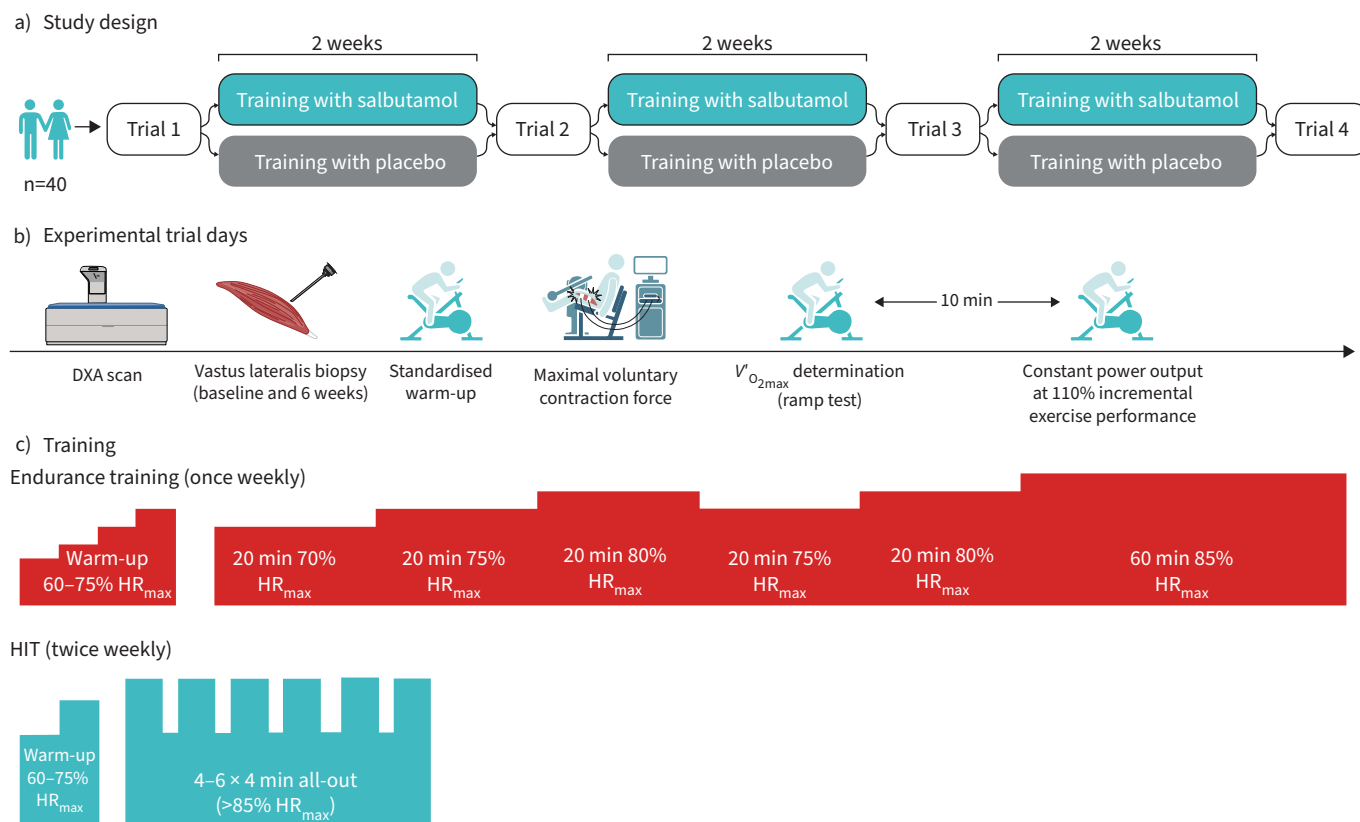 a) Study design
2 weeks
2 weeks
2 weeks
n=40
Trial 1
Training with salbutamol
Training with placebo
Trial 2
Training with salbutamol
Training with placebo
Trial 3
Training with salbutamol
Training with placebo
Trial 4
b) Experimental trial days
10 min
DXA scan
Vastus lateralis biopsy
(baseline and 6 weeks)
Standardised
warm-up
Maximal voluntary
contraction force
V′O2max determination
(ramp test)
Constant power output
at 110% incremental
exercise performance
c) Training
Endurance training (once weekly)
Warm-up
60–75% HRmax
20 min 70%
HRmax
20 min 75%
HRmax
20 min 80%
HRmax
20 min 75%
HRmax
20 min 80%
HRmax
60 min 85%
HRmax
HIT (twice weekly)
Warm-up
60–75%
HRmax
4–6 × 4 min all-out
(>85% HRmax)